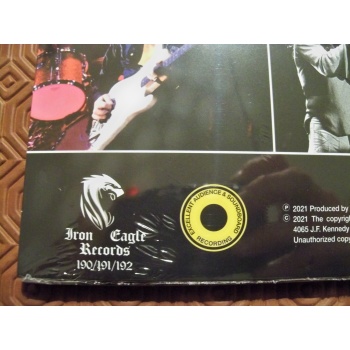 Iron Eagle
Records
190/191/192
EXCELLENT AUDIENCE & SOUNDBOARD
RECORDING
℗ 2021 Produced by
© 2021 The copyrigh
4065 J.F. Kennedy
Unauthorized copy